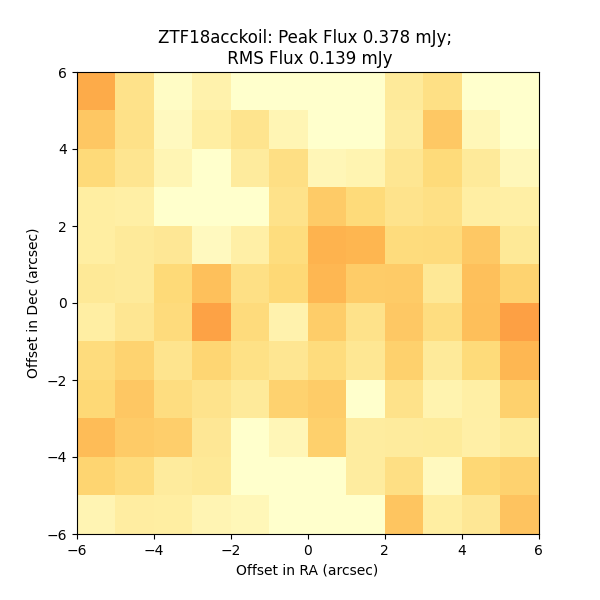 ZTF18acckoil: Peak Flux 0.378 mJy;
RMS Flux 0.139 mJy
6
4
2
0
−2
−4
−6
Offset in Dec (arcsec)
−6 −4 −2 0 2 4 6
Offset in RA (arcsec)